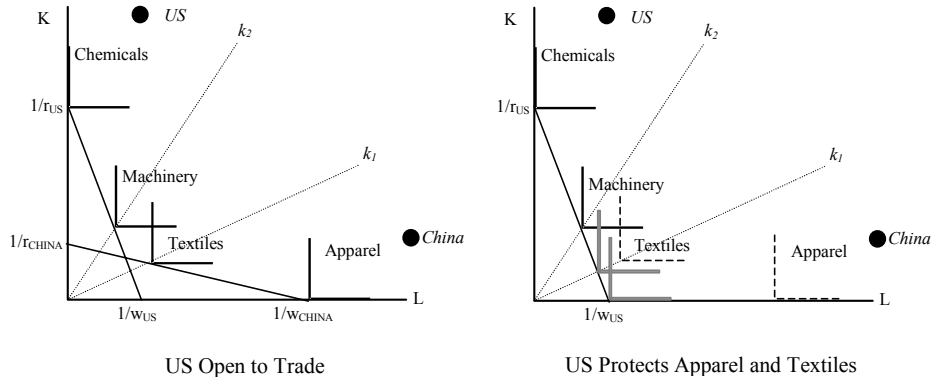 K
US
k2
Chemicals
1/rUS
k1
Machinery
1/rCHINA
Textiles
Apparel
China
L
1/wUS
1/wCHINA
US Open to Trade
K
US
k2
Chemicals
1/rUS
k1
Machinery
Textiles
Apparel
China
L
1/wUS
US Protects Apparel and Textiles